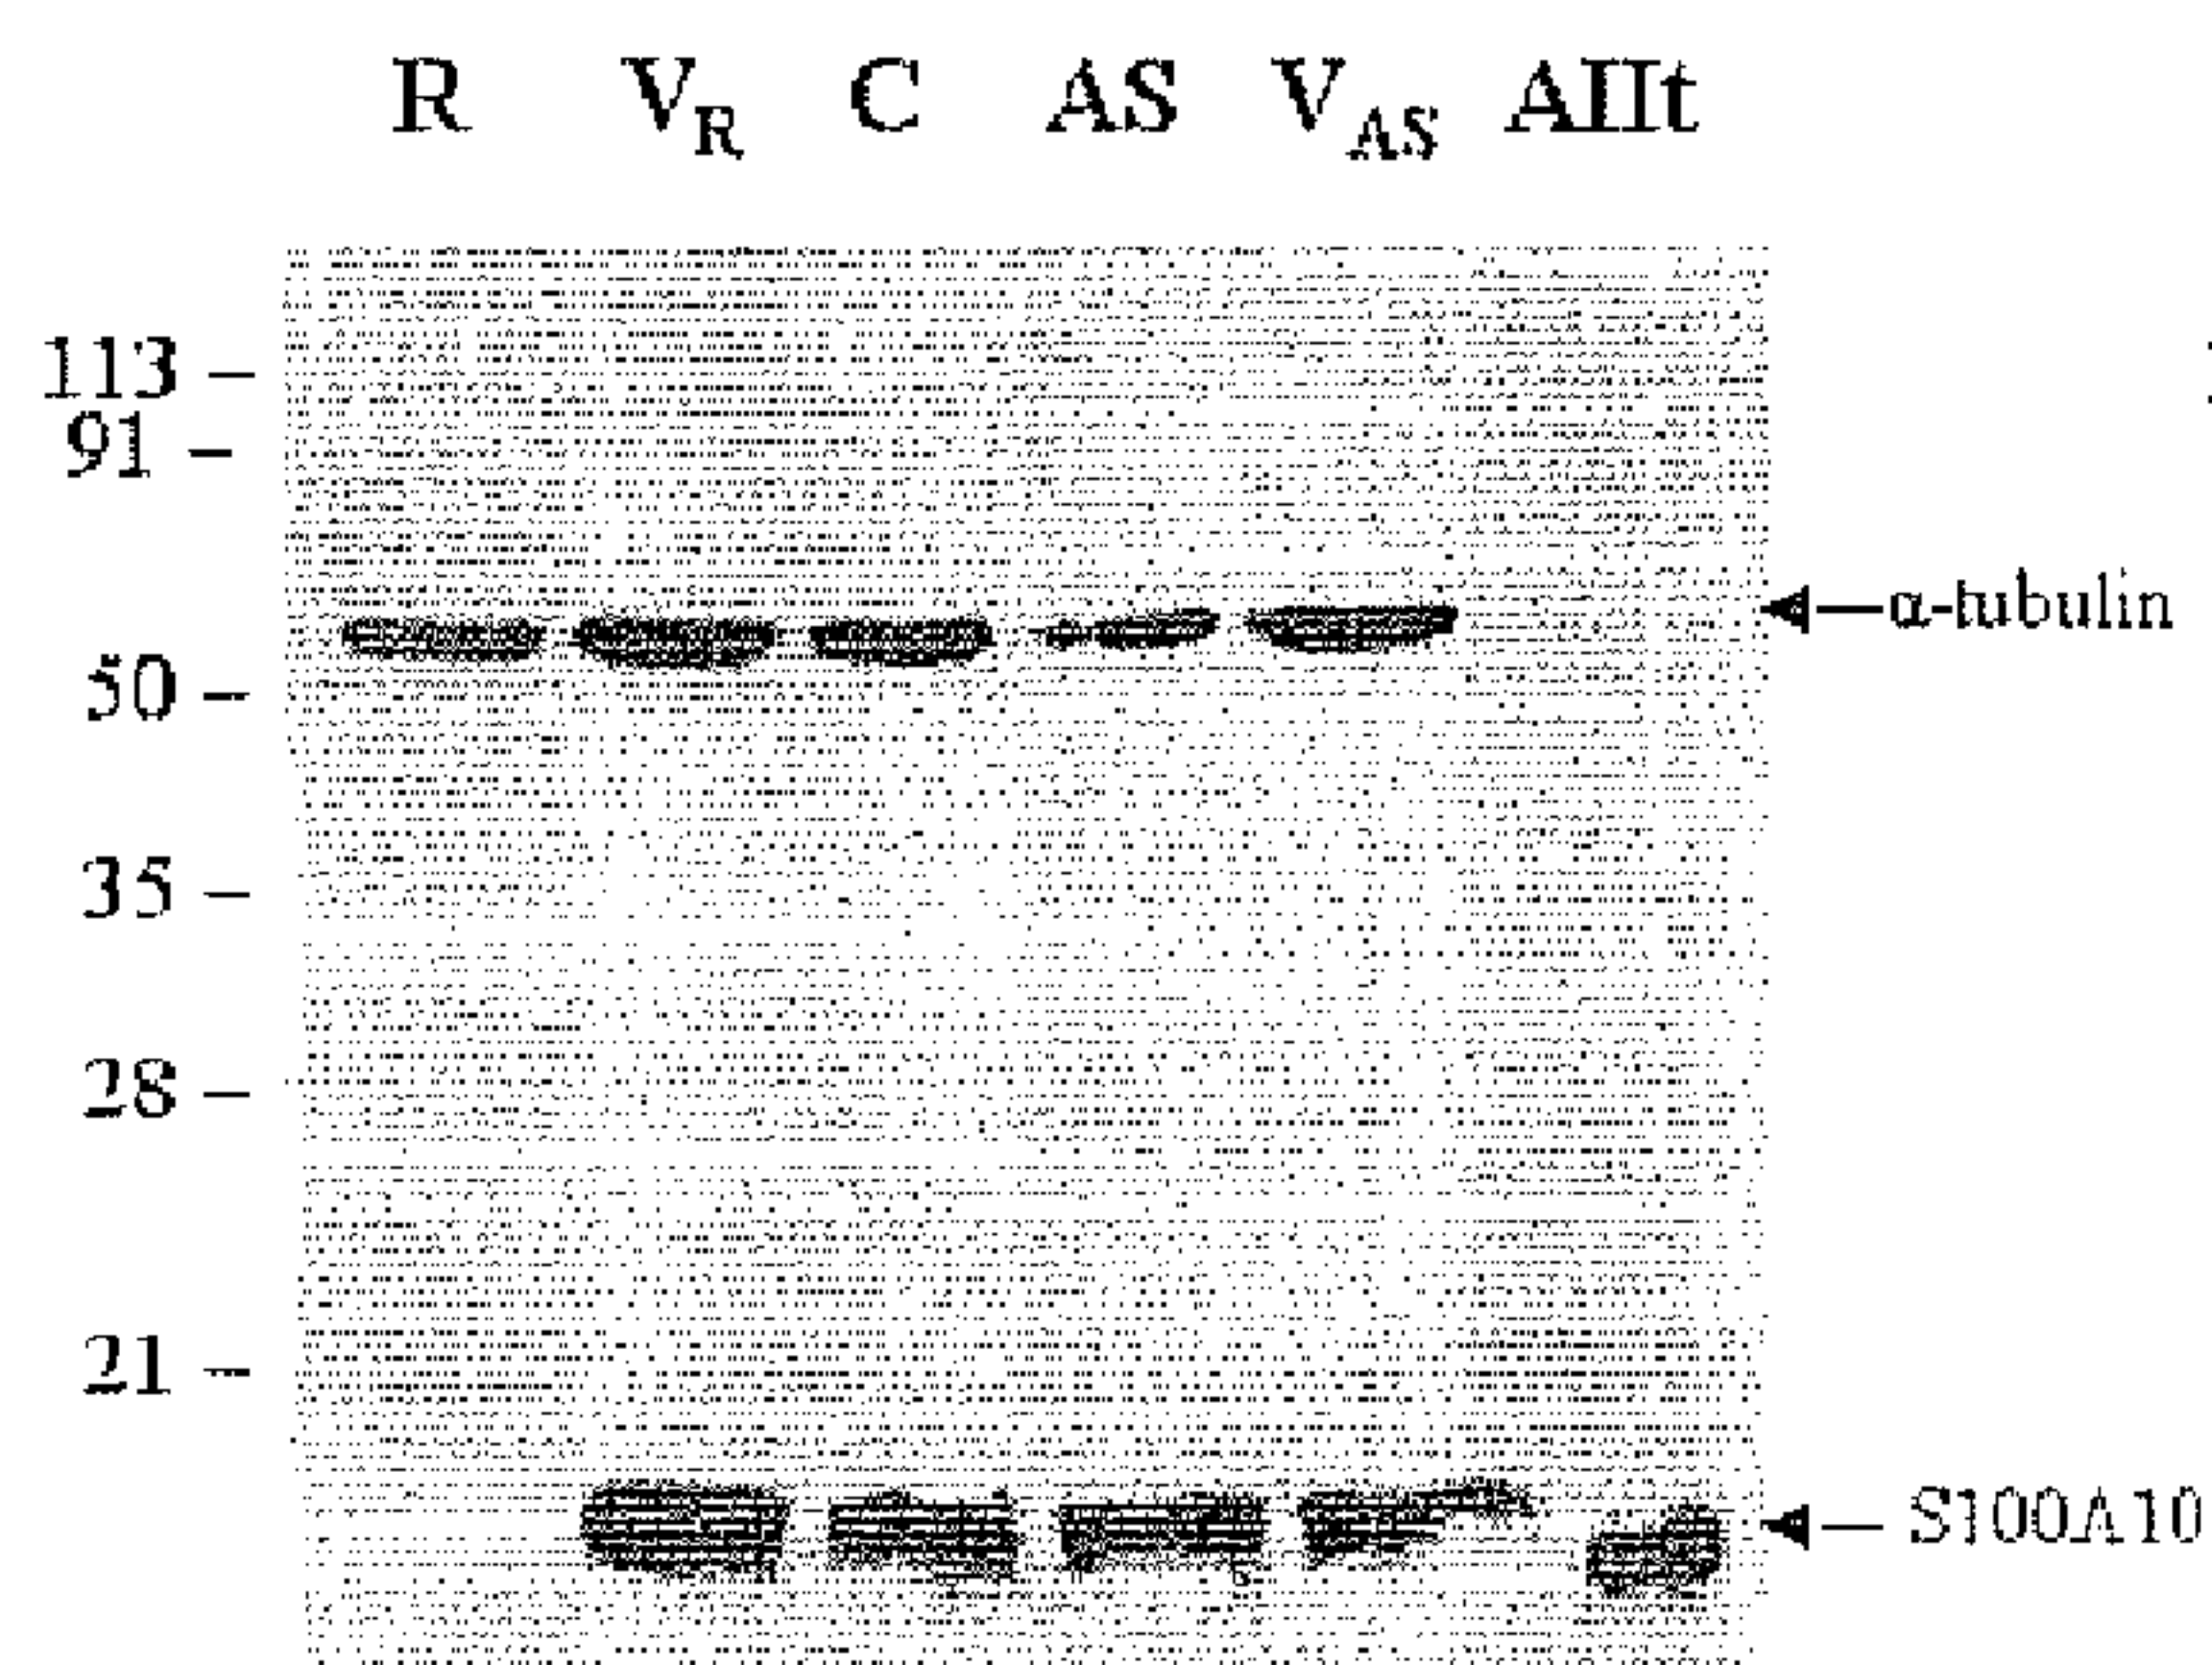 R V_R C AS V_AS AIIt
113
91
α-tubulin
50
35
28
21
S100A10